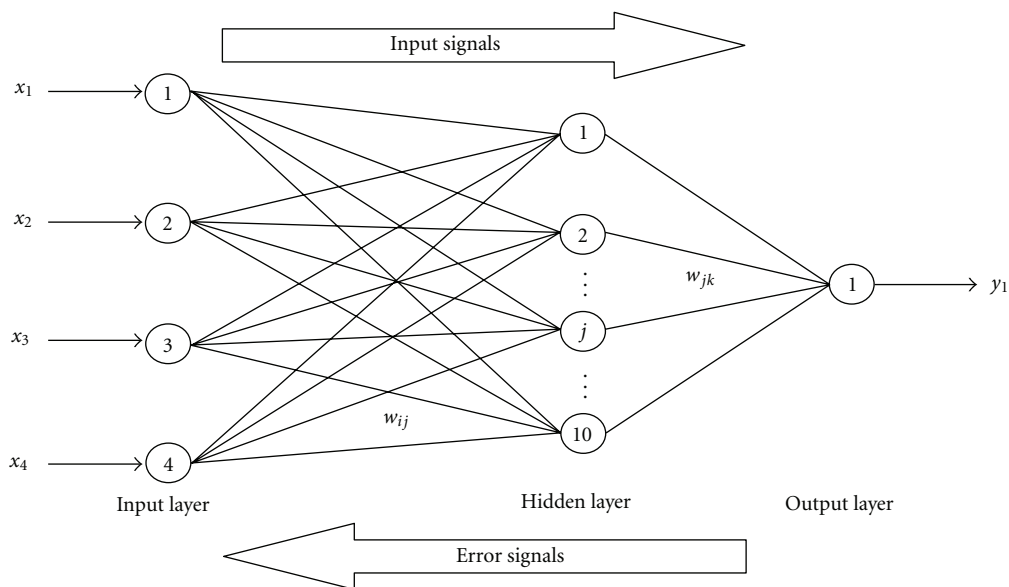 Input signals
x1
1
1
x2
2
2
wjk
1
y1
x3
3
j
wij
10
x4
4
Input layer
Hidden layer
Output layer
Error signals